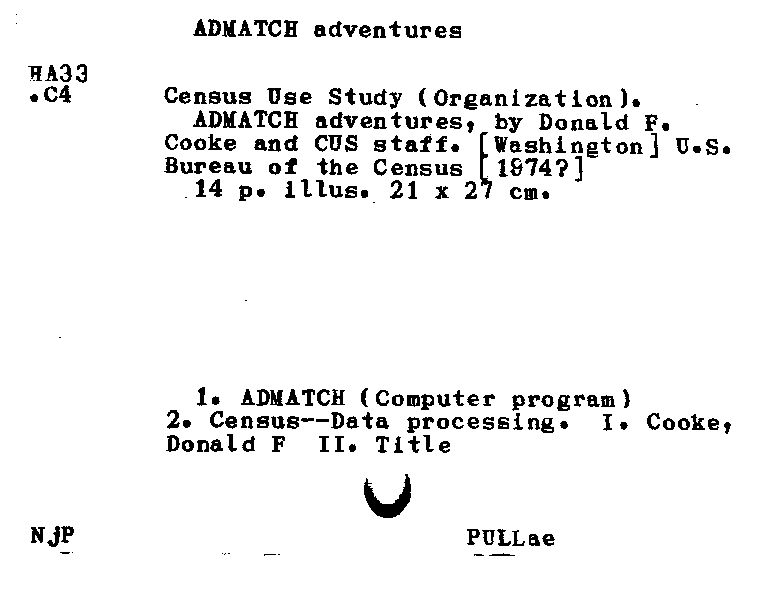 ADMATCH adventures
HA33
.C4
Census Use Study (Organization).
ADMATCH adventures, by Donald F.
Cooke and CUS staff. [Washington] U.S.
Bureau of the Census [1974?]
14 p. illus. 21 x 27 cm.
1. ADMATCH (Computer program)
2. Census--Data processing. I. Cooke,
Donald F II. Title
NjP
PULLae